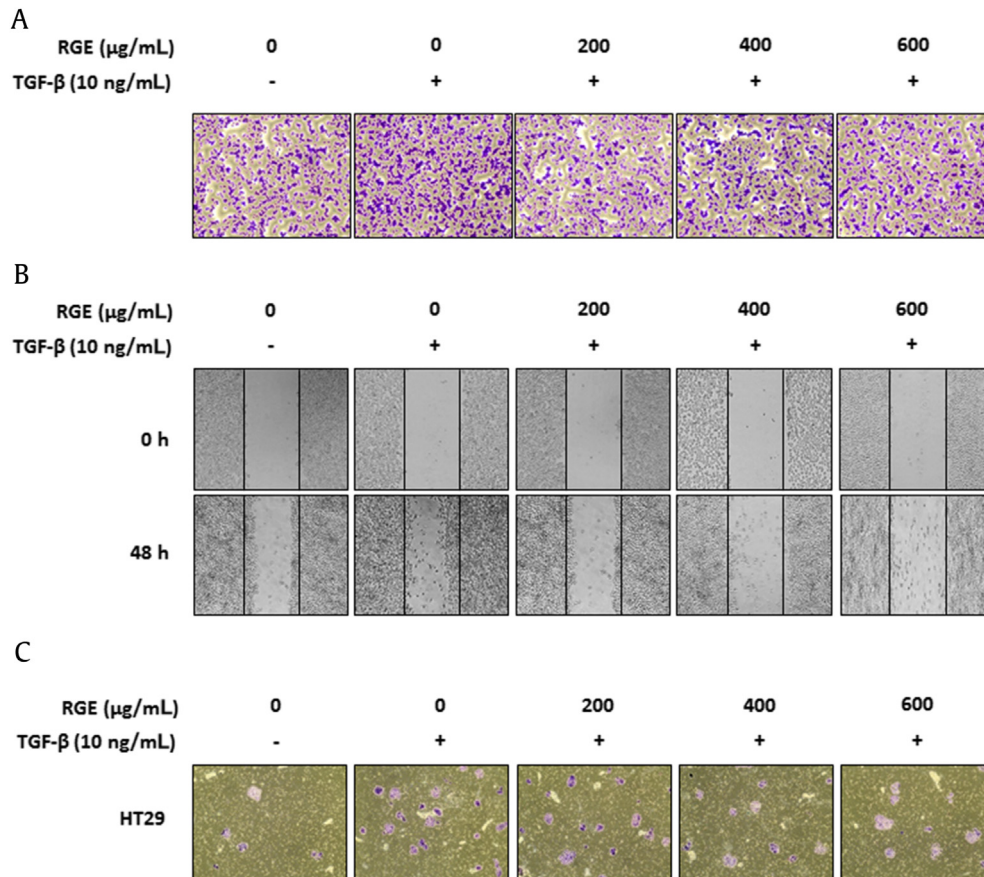 A
RGE (μg/mL) 0 0 200 400 600
TGF-β (10 ng/mL) - + + + +
B
RGE (μg/mL) 0 0 200 400 600
TGF-β (10 ng/mL) - + + + +
0 h
48 h
C
RGE (μg/mL) 0 0 200 400 600
TGF-β (10 ng/mL) - + + + +
HT29